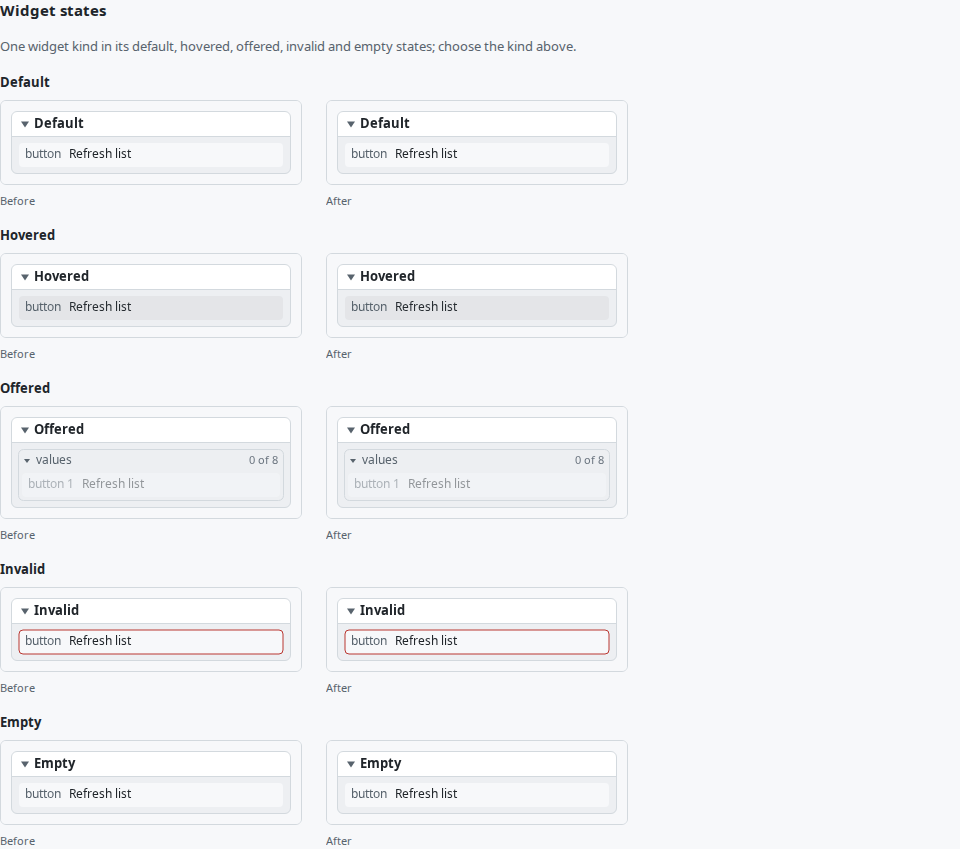 Widget states
One widget kind in its default, hovered, offered, invalid and empty states; choose the kind above.
Default
Default
button Refresh list
Default
button Refresh list
Before
After
Hovered
Hovered
button Refresh list
Hovered
button Refresh list
Before
After
Offered
Offered
values 0 of 8
button 1 Refresh list
Offered
values 0 of 8
button 1 Refresh list
Before
After
Invalid
Invalid
button Refresh list
Invalid
button Refresh list
Before
After
Empty
Empty
button Refresh list
Empty
button Refresh list
Before
After